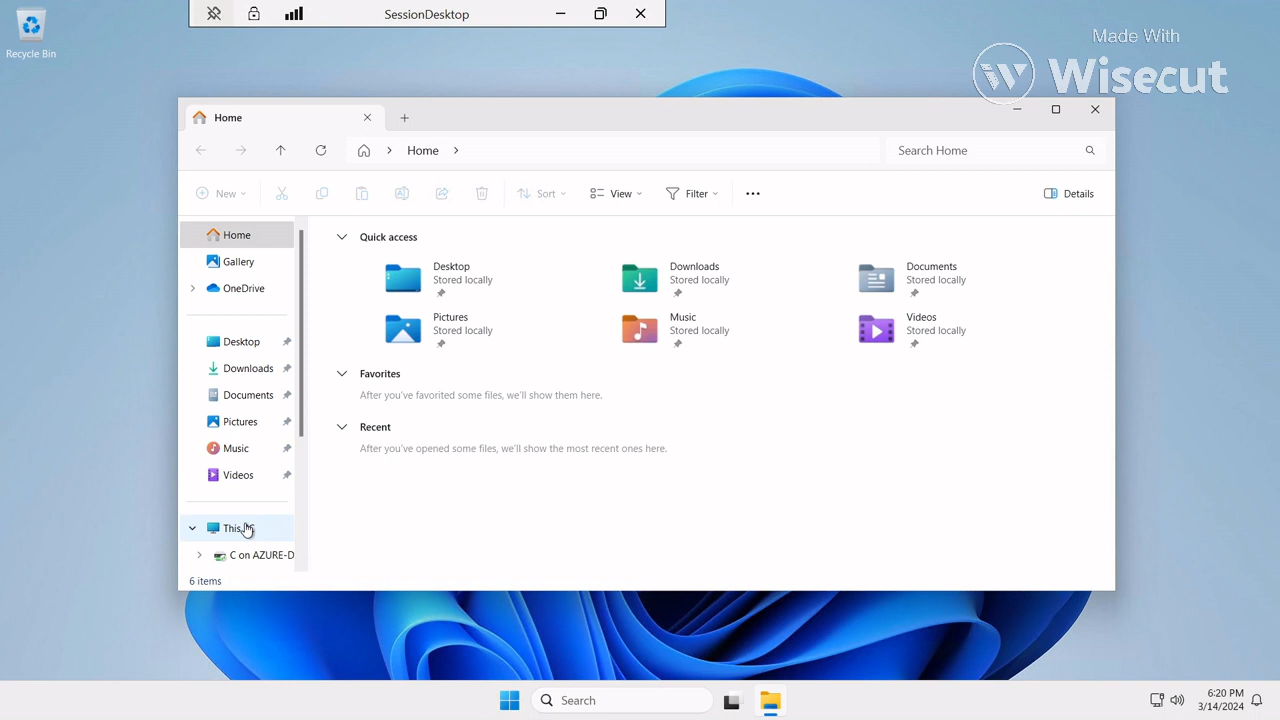 SessionDesktop
Recycle Bin
Made With
Wisecut
Home
Home
Search Home
New
Sort
View
Filter
Details
Home
Gallery
OneDrive
Desktop
Downloads
Documents
Pictures
Music
Videos
This
C on AZURE-D
6 items
Quick access
Desktop
Stored locally
Downloads
Stored locally
Documents
Stored locally
Pictures
Stored locally
Music
Stored locally
Videos
Stored locally
Favorites
After you've favorited some files, we'll show them here.
Recent
After you've opened some files, we'll show the most recent ones here.
Search
6:20 PM
3/14/2024